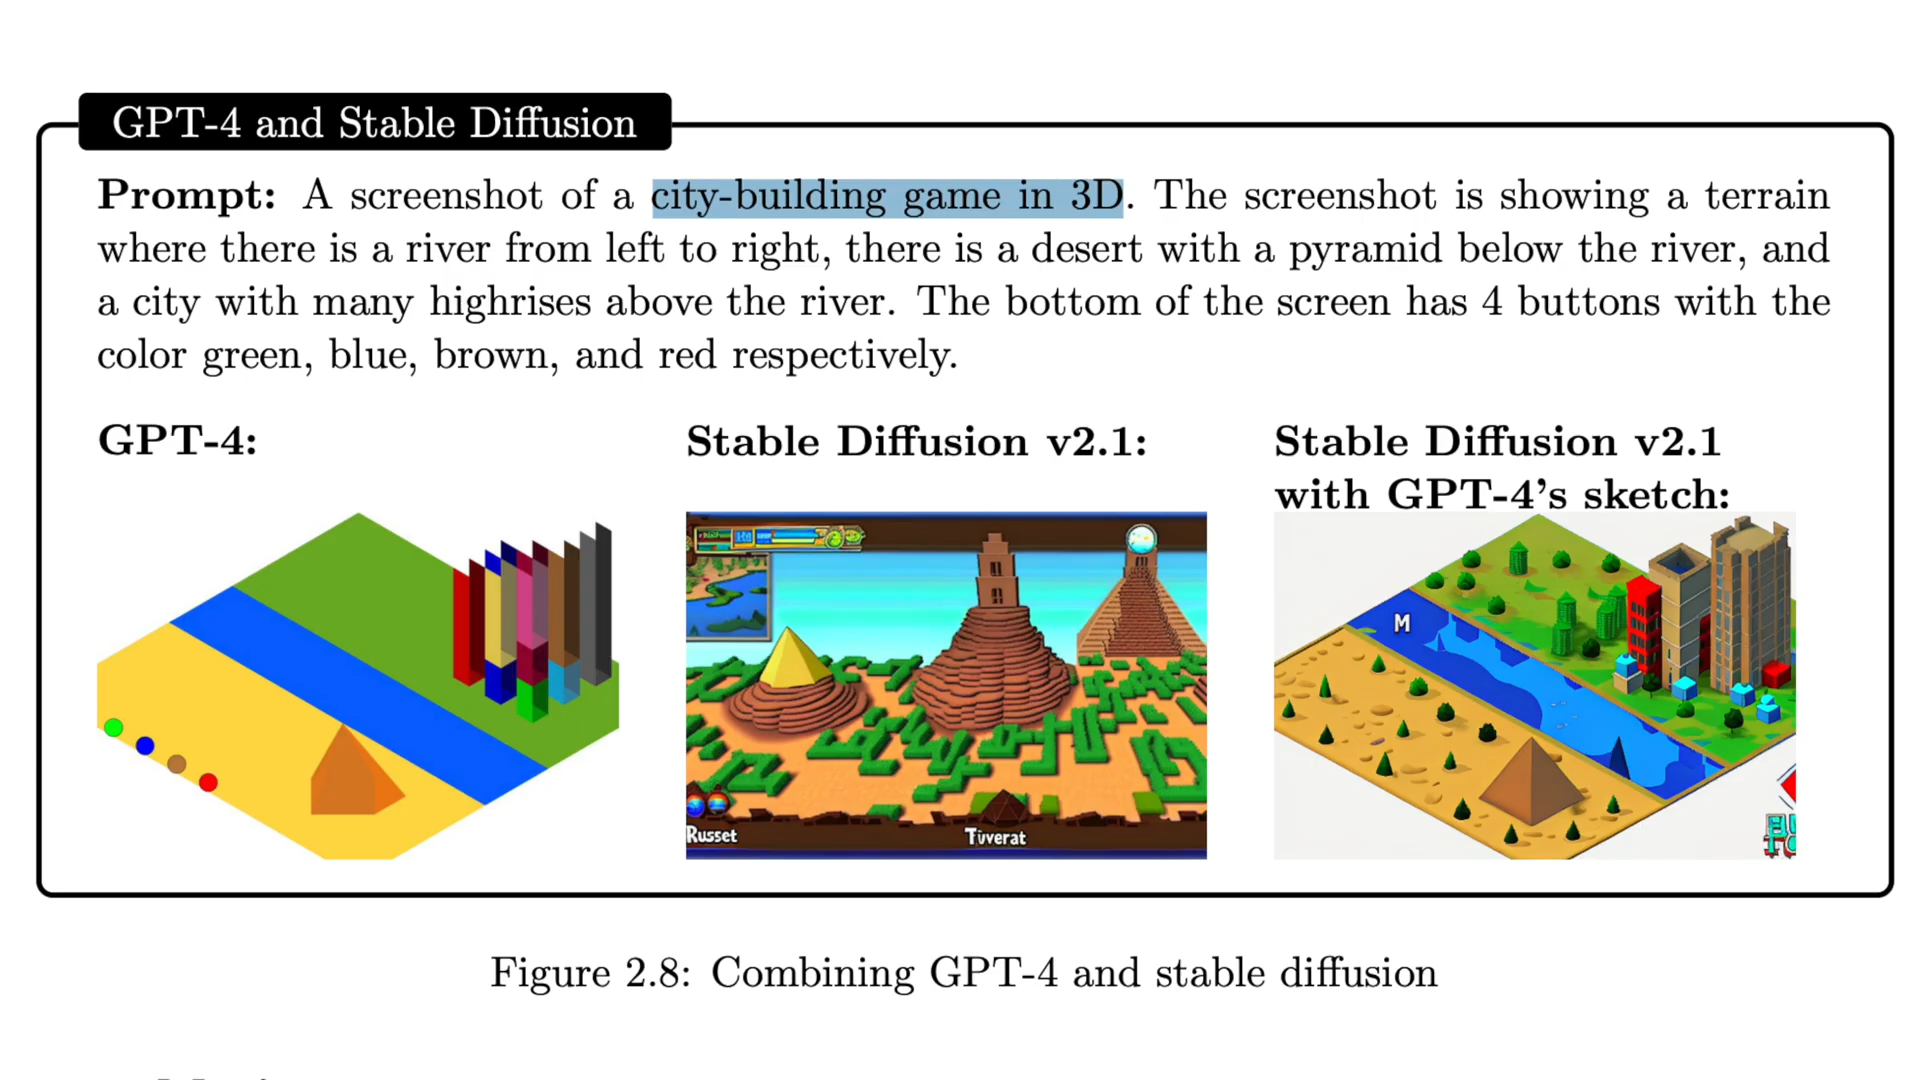 GPT-4 and Stable Diffusion
Prompt: A screenshot of a city-building game in 3D. The screenshot is showing a terrain
where there is a river from left to right, there is a desert with a pyramid below the river, and
a city with many highrises above the river. The bottom of the screen has 4 buttons with the
color green, blue, brown, and red respectively.
GPT-4:
Stable Diffusion v2.1:
Stable Diffusion v2.1
with GPT-4's sketch:
M
Russet
Tiverat
Figure 2.8: Combining GPT-4 and stable diffusion